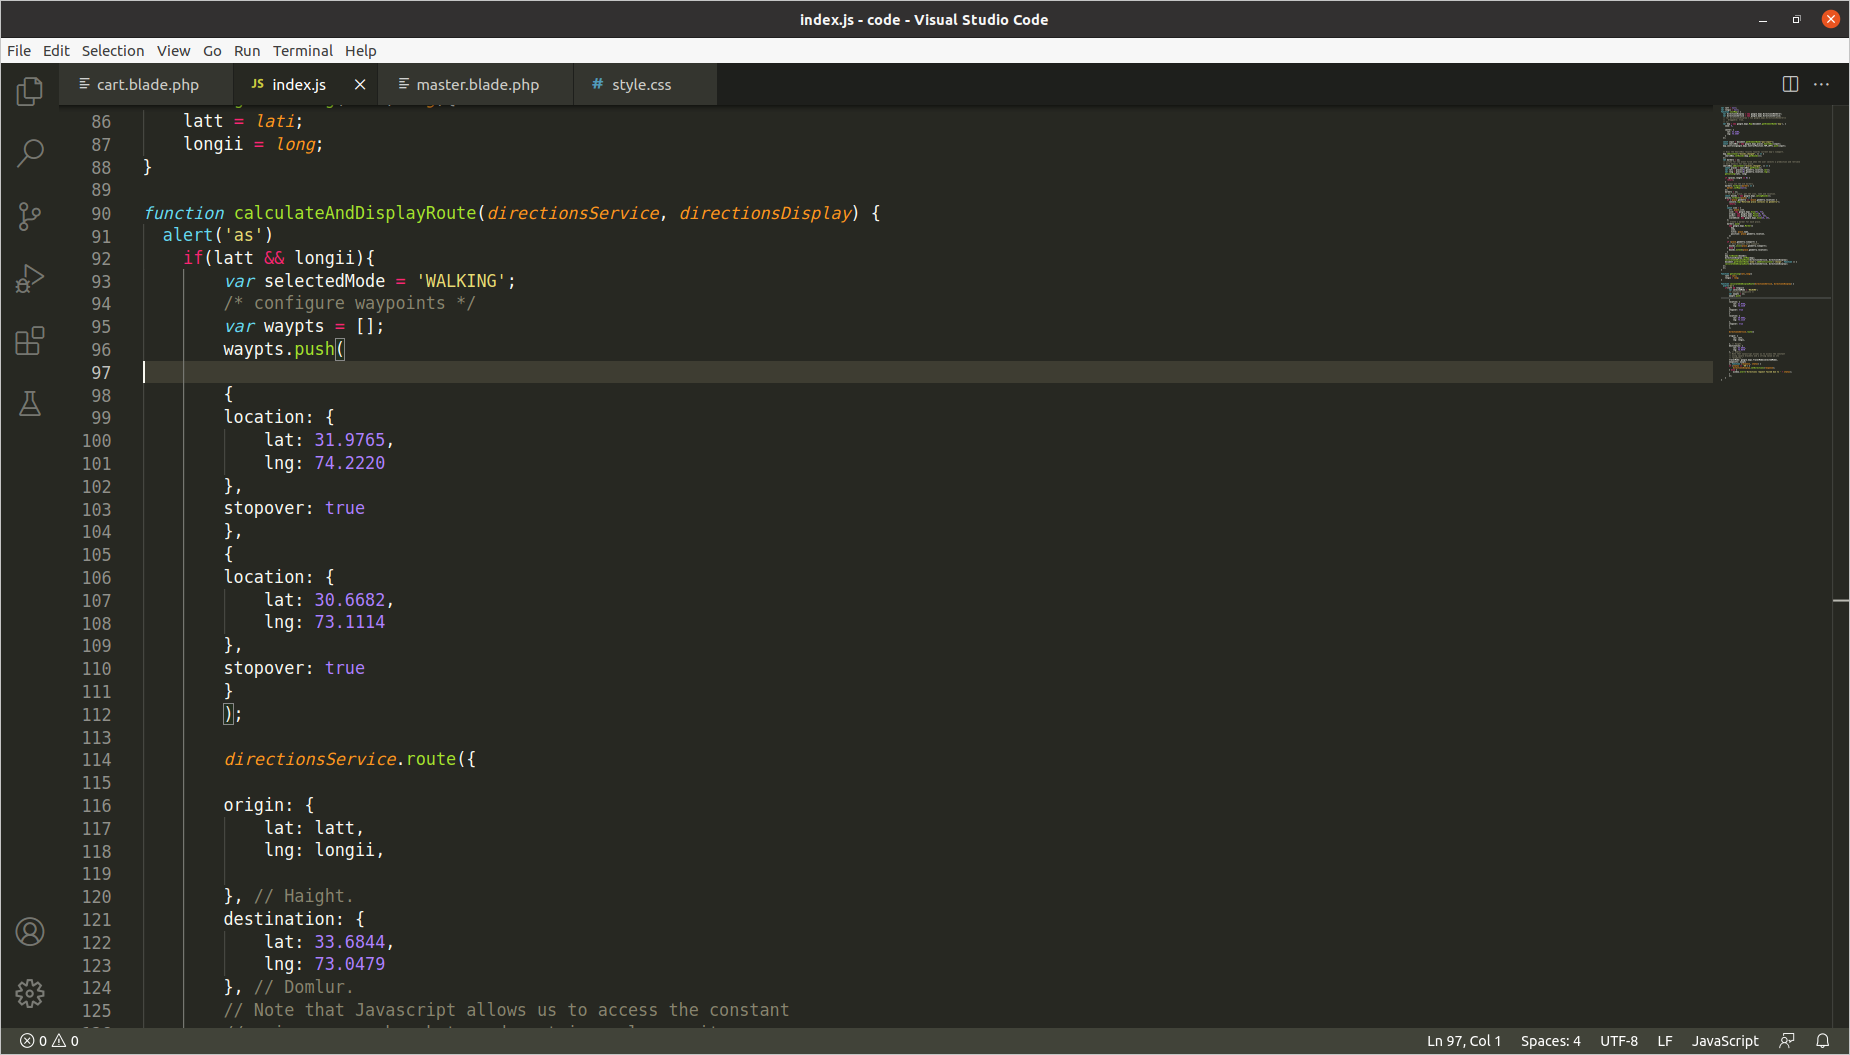 index.js - code - Visual Studio Code
File Edit Selection View Go Run Terminal Help
cart.blade.php JS index.js master.blade.php # style.css
86 latt = lati;
87 longii = long;
88 }
89
90 function calculateAndDisplayRoute(directionsService, directionsDisplay) {
91 alert('as')
92 if(latt && longii){
93 var selectedMode = 'WALKING';
94 /* configure waypoints */
95 var waypts = [];
96 waypts.push(
97
98 {
99 location: {
100 lat: 31.9765,
101 lng: 74.2220
102 },
103 stopover: true
104 },
105 {
106 location: {
107 lat: 30.6682,
108 lng: 73.1114
109 },
110 stopover: true
111 }
112 );
113
114 directionsService.route({
115
116 origin: {
117 lat: latt,
118 lng: longii,
119
120 }, // Haight.
121 destination: {
122 lat: 33.6844,
123 lng: 73.0479
124 }, // Domlur.
125 // Note that Javascript allows us to access the constant
0 0 Ln 97, Col 1 Spaces: 4 UTF-8 LF JavaScript